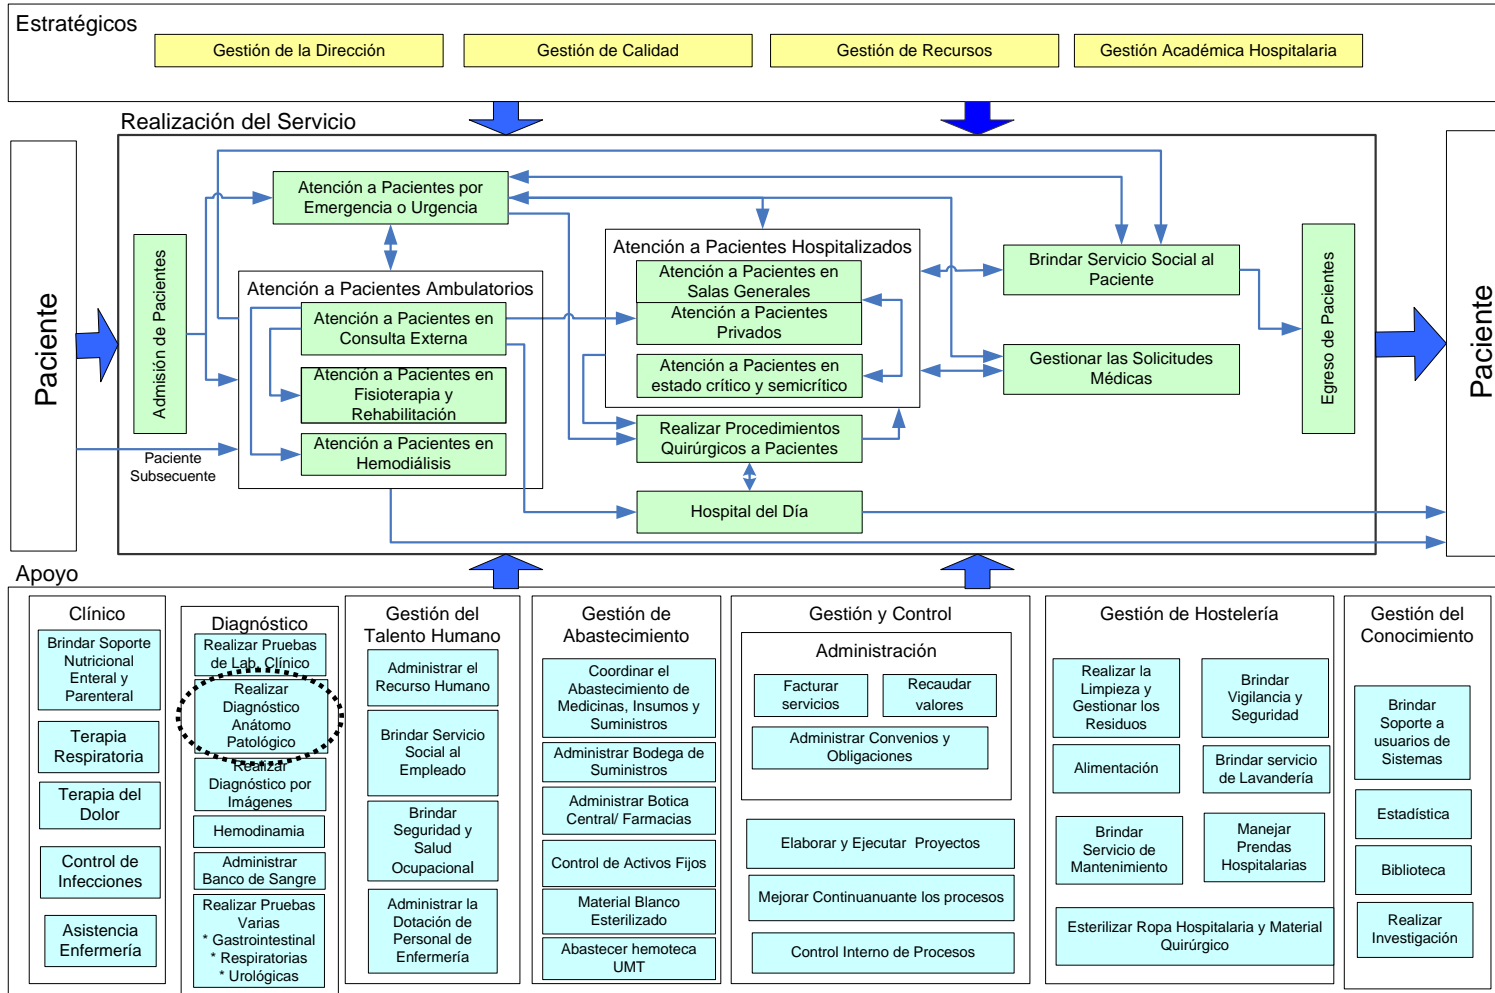 Estratégicos
Gestión de la Dirección
Gestión de Calidad
Gestión de Recursos
Gestión Académica Hospitalaria
Realización del Servicio
Paciente
Admisión de Pacientes
Paciente
Subsecuente
Atención a Pacientes por
Emergencia o Urgencia
Atención a Pacientes Ambulatorios
Atención a Pacientes en
Consulta Externa
Atención a Pacientes en
Fisioterapia y
Rehabilitación
Atención a Pacientes en
Hemodiálisis
Atención a Pacientes Hospitalizados
Atención a Pacientes en
Salas Generales
Atención a Pacientes
Privados
Atención a Pacientes en
estado crítico y semicrítico
Realizar Procedimientos
Quirúrgicos a Pacientes
Hospital del Día
Brindar Servicio Social al
Paciente
Gestionar las Solicitudes
Médicas
Egreso de Pacientes
Paciente
Apoyo
Clínico
Brindar Soporte
Nutricional
Enteral y
Parenteral
Terapia
Respiratoria
Terapia del
Dolor
Control de
Infecciones
Asistencia
Enfermería
Diagnóstico
Realizar Pruebas
de Lab. Clínico
Realizar
Diagnóstico
Anátomo
Patológico
Realizar
Diagnóstico por
Imágenes
Hemodinamia
Administrar
Banco de Sangre
Realizar Pruebas
Varias
* Gastrointestinal
* Respiratorias
* Urológicas
Gestión del
Talento Humano
Administrar el
Recurso Humano
Brindar Servicio
Social al
Empleado
Brindar
Seguridad y
Salud
Ocupacional
Administrar la
Dotación de
Personal de
Enfermería
Gestión de
Abastecimiento
Coordinar el
Abastecimiento de
Medicinas, Insumos y
Suministros
Administrar Bodega de
Suministros
Administrar Botica
Central/ Farmacias
Control de Activos Fijos
Material Blanco
Esterilizado
Abastecer hemoteca
UMT
Gestión y Control
Administración
Facturar
servicios
Recaudar
valores
Administrar Convenios y
Obligaciones
Elaborar y Ejecutar Proyectos
Mejorar Continuanuante los procesos
Control Interno de Procesos
Gestión de Hostelería
Realizar la
Limpieza y
Gestionar los
Residuos
Brindar
Vigilancia y
Seguridad
Alimentación
Brindar servicio
de Lavandería
Brindar
Servicio de
Mantenimiento
Manejar
Prendas
Hospitalarias
Esterilizar Ropa Hospitalaria y Material
Quirúrgico
Gestión del
Conocimiento
Brindar
Soporte a
usuarios de
Sistemas
Estadística
Biblioteca
Realizar
Investigación